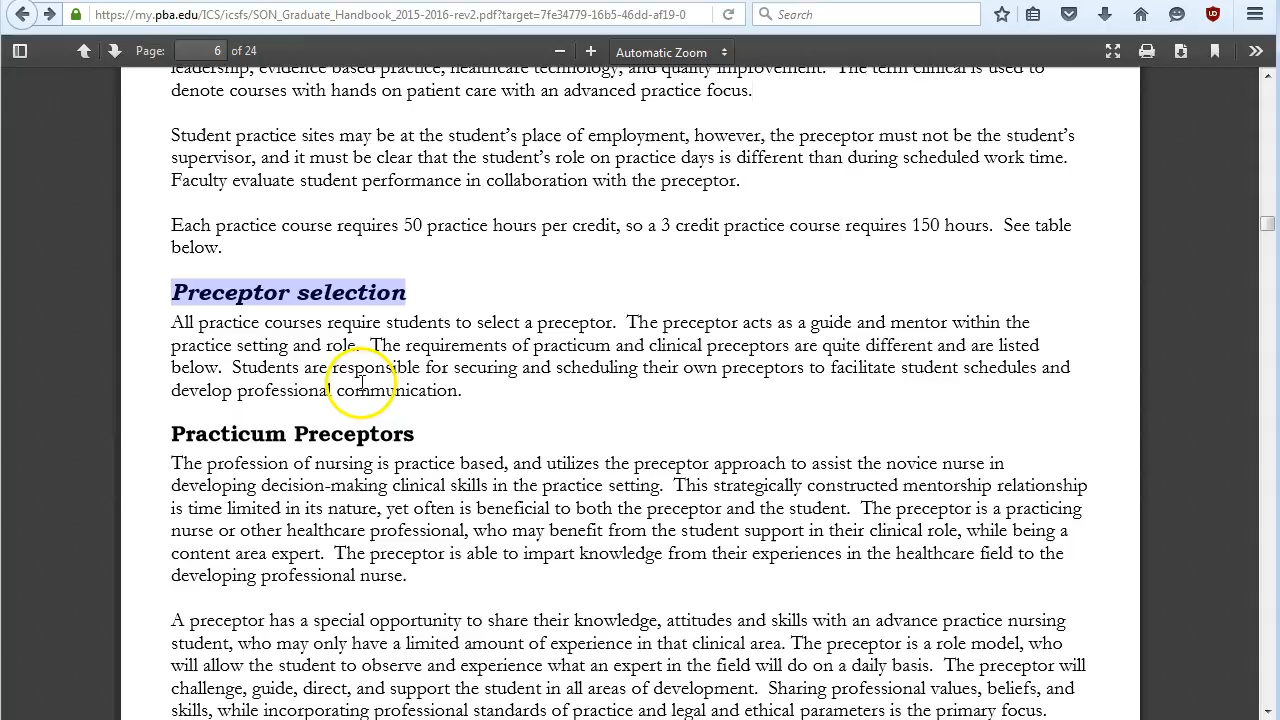 https://my.pba.edu/ICS/icsfs/SON_Graduate_Handbook_2015-2016-rev2.pdf?target=7fe34779-16b5-46dd-af19-0
Search
Page: 6 of 24
Automatic Zoom
leadership, evidence based practice, healthcare technology, and quality improvement.  The term clinical is used to
denote courses with hands on patient care with an advanced practice focus.
Student practice sites may be at the student’s place of employment, however, the preceptor must not be the student’s
supervisor, and it must be clear that the student’s role on practice days is different than during scheduled work time.
Faculty evaluate student performance in collaboration with the preceptor.
Each practice course requires 50 practice hours per credit, so a 3 credit practice course requires 150 hours.  See table
below.
Preceptor selection
All practice courses require students to select a preceptor.  The preceptor acts as a guide and mentor within the
practice setting and role.  The requirements of practicum and clinical preceptors are quite different and are listed
below.  Students are responsible for securing and scheduling their own preceptors to facilitate student schedules and
develop professional communication.
Practicum Preceptors
The profession of nursing is practice based, and utilizes the preceptor approach to assist the novice nurse in
developing decision-making clinical skills in the practice setting.  This strategically constructed mentorship relationship
is time limited in its nature, yet often is beneficial to both the preceptor and the student.  The preceptor is a practicing
nurse or other healthcare professional, who may benefit from the student support in their clinical role, while being a
content area expert.  The preceptor is able to impart knowledge from their experiences in the healthcare field to the
developing professional nurse.
A preceptor has a special opportunity to share their knowledge, attitudes and skills with an advance practice nursing
student, who may only have a limited amount of experience in that clinical area. The preceptor is a role model, who
will allow the student to observe and experience what an expert in the field will do on a daily basis.  The preceptor will
challenge, guide, direct, and support the student in all areas of development.  Sharing professional values, beliefs, and
skills, while incorporating professional standards of practice and legal and ethical parameters is the primary focus.